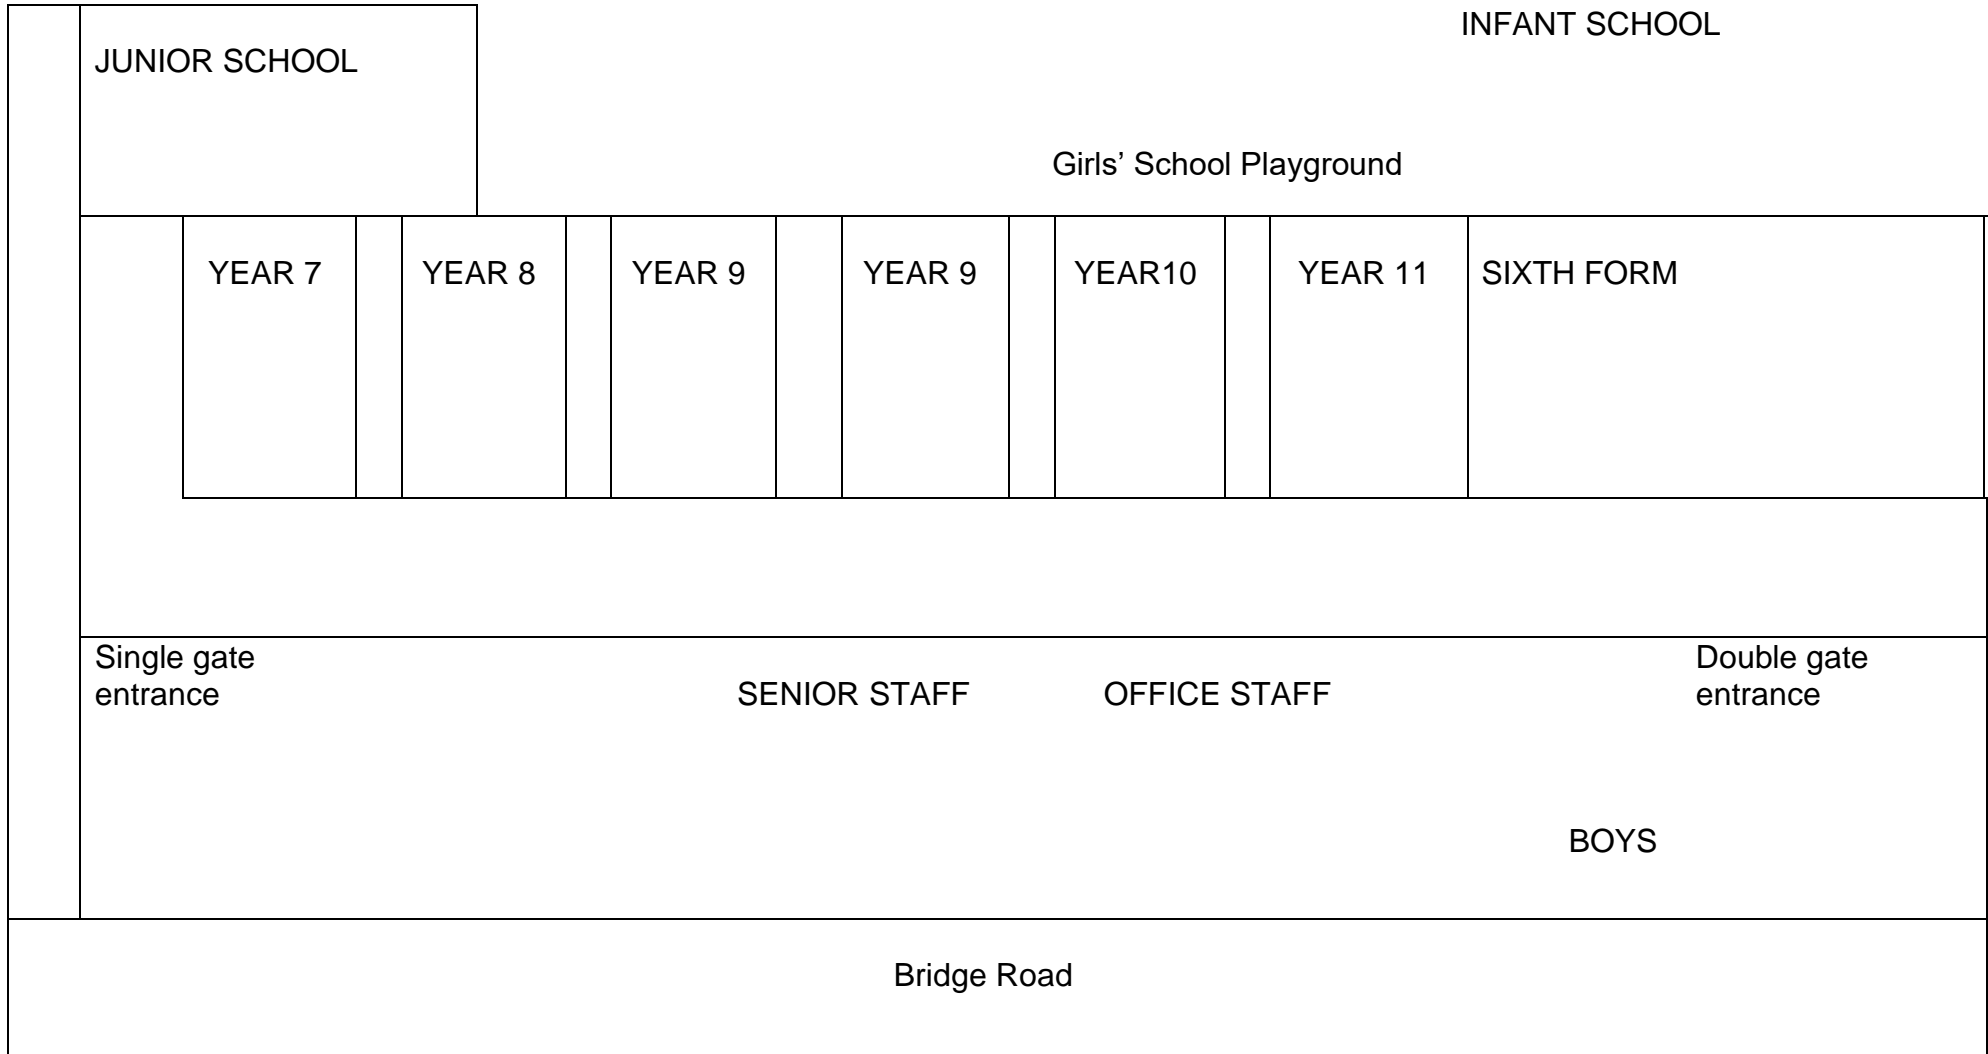 INFANT SCHOOL
JUNIOR SCHOOL
Girls’ School Playground
YEAR 7
YEAR 8
YEAR 9
YEAR 9
YEAR10
YEAR 11
SIXTH FORM
Single gate
entrance
SENIOR STAFF
OFFICE STAFF
Double gate
entrance
BOYS
Bridge Road